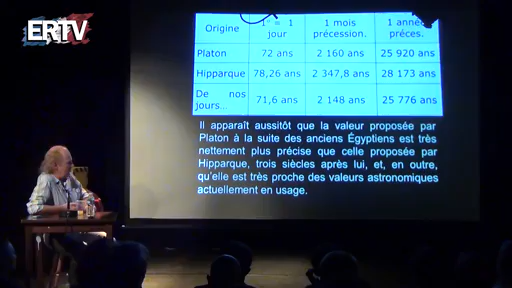 ERTV
Origine
1° = 1
jour
1 mois
précession.
1 anné
préces.
Platon
72 ans
2 160 ans
25 920 ans
Hipparque
78,26 ans
2 347,8 ans
28 173 ans
De nos
jours...
71,6 ans
2 148 ans
25 776 ans
Il apparaît aussitôt que la valeur proposée par
Platon à la suite des anciens Égyptiens est très
nettement plus précise que celle proposée par
Hipparque, trois siècles après lui, et, en outre,
qu'elle est très proche des valeurs astronomiques
actuellement en usage.